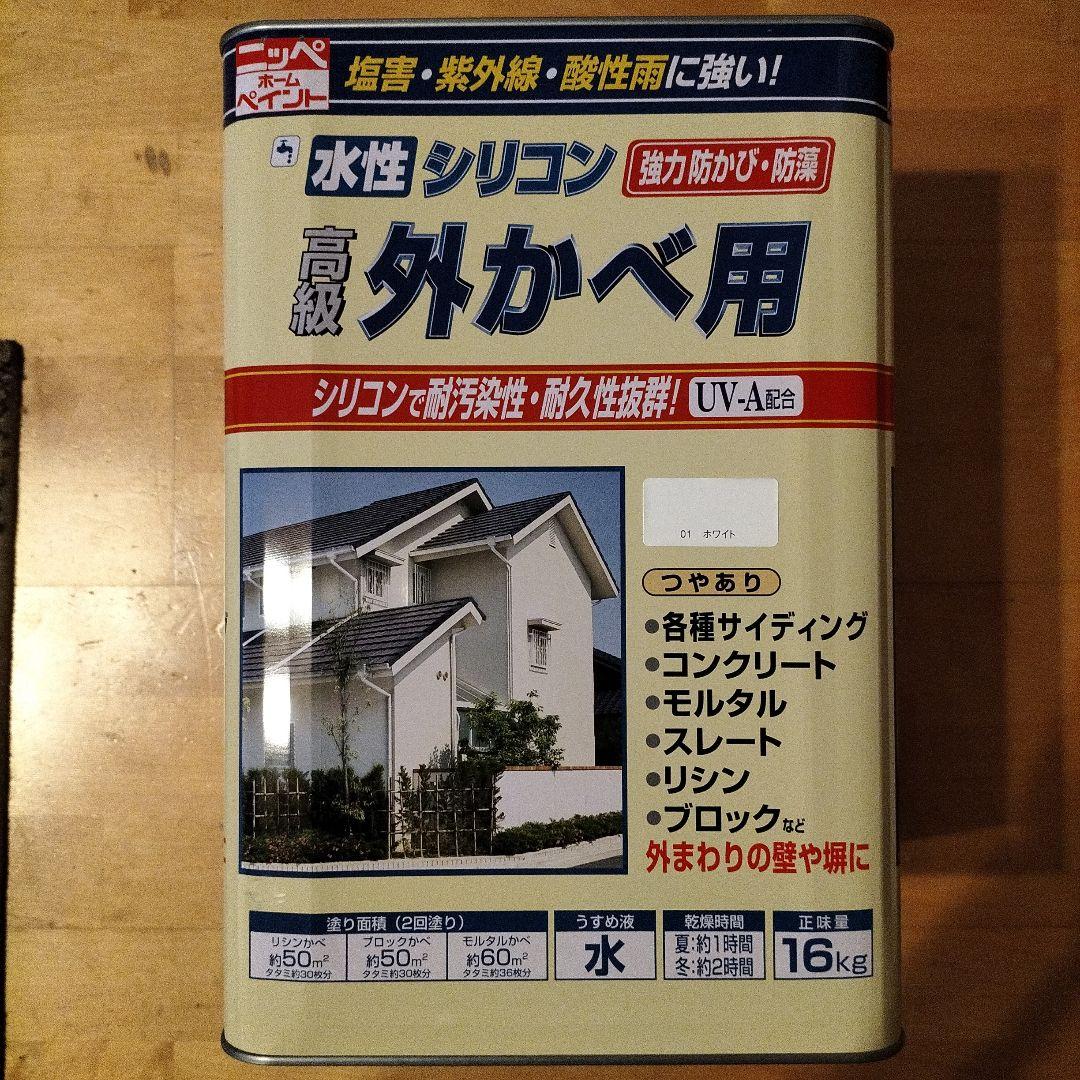 ニッペ
ホーム
ペイント
塩害・紫外線・酸性雨に強い!
水性 シリコン 強力 防かび・防藻
高級 外かべ用
シリコンで耐汚染性・耐久性抜群! UV-A配合
01 ホワイト
つやあり
●各種サイディング
●コンクリート
●モルタル
●スレート
●リシン
●ブロックなど
外まわりの壁や塀に
塗り面積(2回塗り)
リシンかべ
約50m²
タタミ約30枚分
ブロックかべ
約50m²
タタミ約30枚分
モルタルかべ
約60m²
タタミ約36枚分
うすめ液
水
乾燥時間
夏:約1時間
冬:約2時間
正味量
16kg